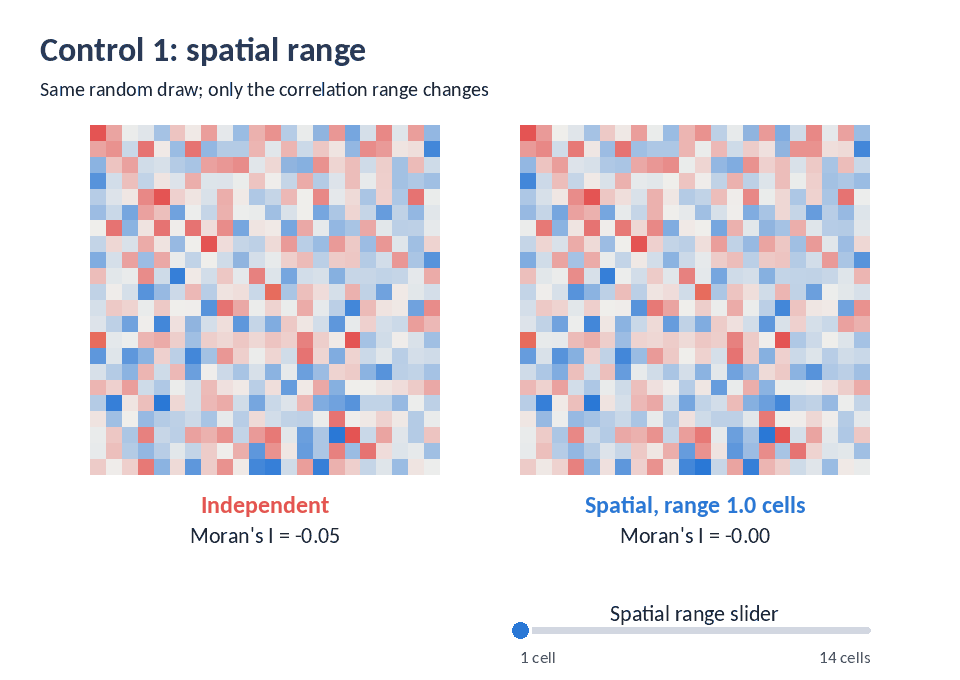 Control 1: spatial range
Same random draw; only the correlation range changes
Independent
Moran's I = -0.05
Spatial, range 1.0 cells
Moran's I = -0.00
Spatial range slider
1 cell
14 cells